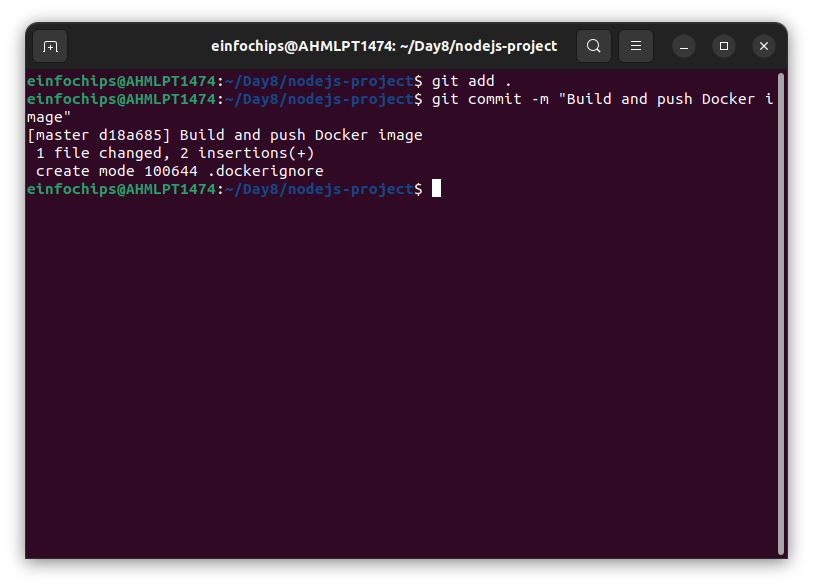 einfochips@AHMLPT1474: ~/Day8/nodejs-project
einfochips@AHMLPT1474:~/Day8/nodejs-project$ git add .
einfochips@AHMLPT1474:~/Day8/nodejs-project$ git commit -m "Build and push Docker i
mage"
[master d18a685] Build and push Docker image
 1 file changed, 2 insertions(+)
 create mode 100644 .dockerignore
einfochips@AHMLPT1474:~/Day8/nodejs-project$